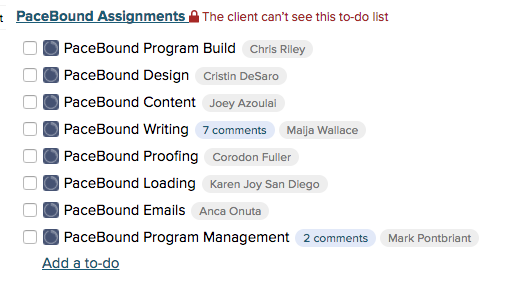 t PaceBound Assignments The client can't see this to-do list
PaceBound Program Build Chris Riley
PaceBound Design Cristin DeSaro
PaceBound Content Joey Azoulai
PaceBound Writing 7 comments Maija Wallace
PaceBound Proofing Corodon Fuller
PaceBound Loading Karen Joy San Diego
PaceBound Emails Anca Onuta
PaceBound Program Management 2 comments Mark Pontbriant
Add a to-do